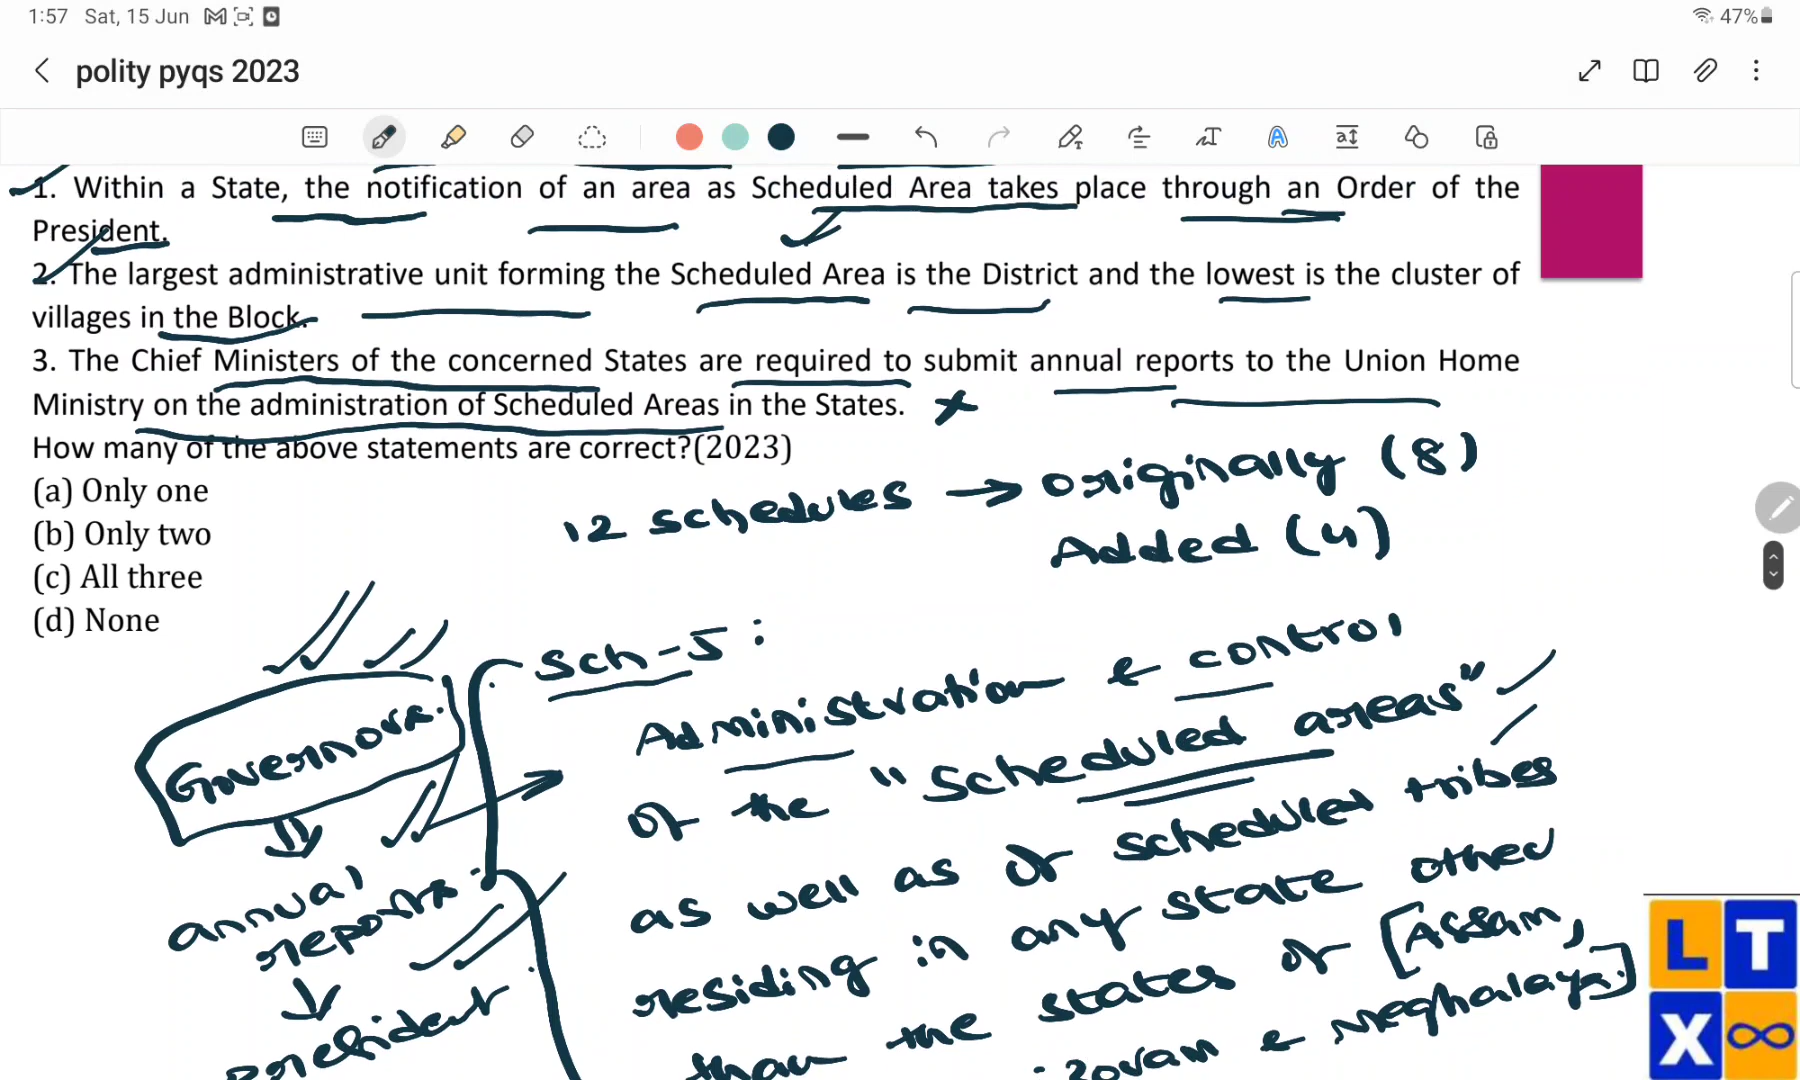 1:57 Sat, 15 Jun
47%
polity pyqs 2023
1. Within a State, the notification of an area as Scheduled Area takes place through an Order of the
President.
2. The largest administrative unit forming the Scheduled Area is the District and the lowest is the cluster of
villages in the Block.
3. The Chief Ministers of the concerned States are required to submit annual reports to the Union Home
Ministry on the administration of Scheduled Areas in the States.
How many of the above statements are correct?(2023)
(a) Only one
(b) Only two
(c) All three
(d) None
12 schedules → originally (8)
Added (4)
Sch-5:
Administration & control
of the "Scheduled areas"
as well as of scheduled tribes
residing in any state other
than the states of [Assam,
& Meghalaya]
Governor
annual
reports
president
LT
X∞